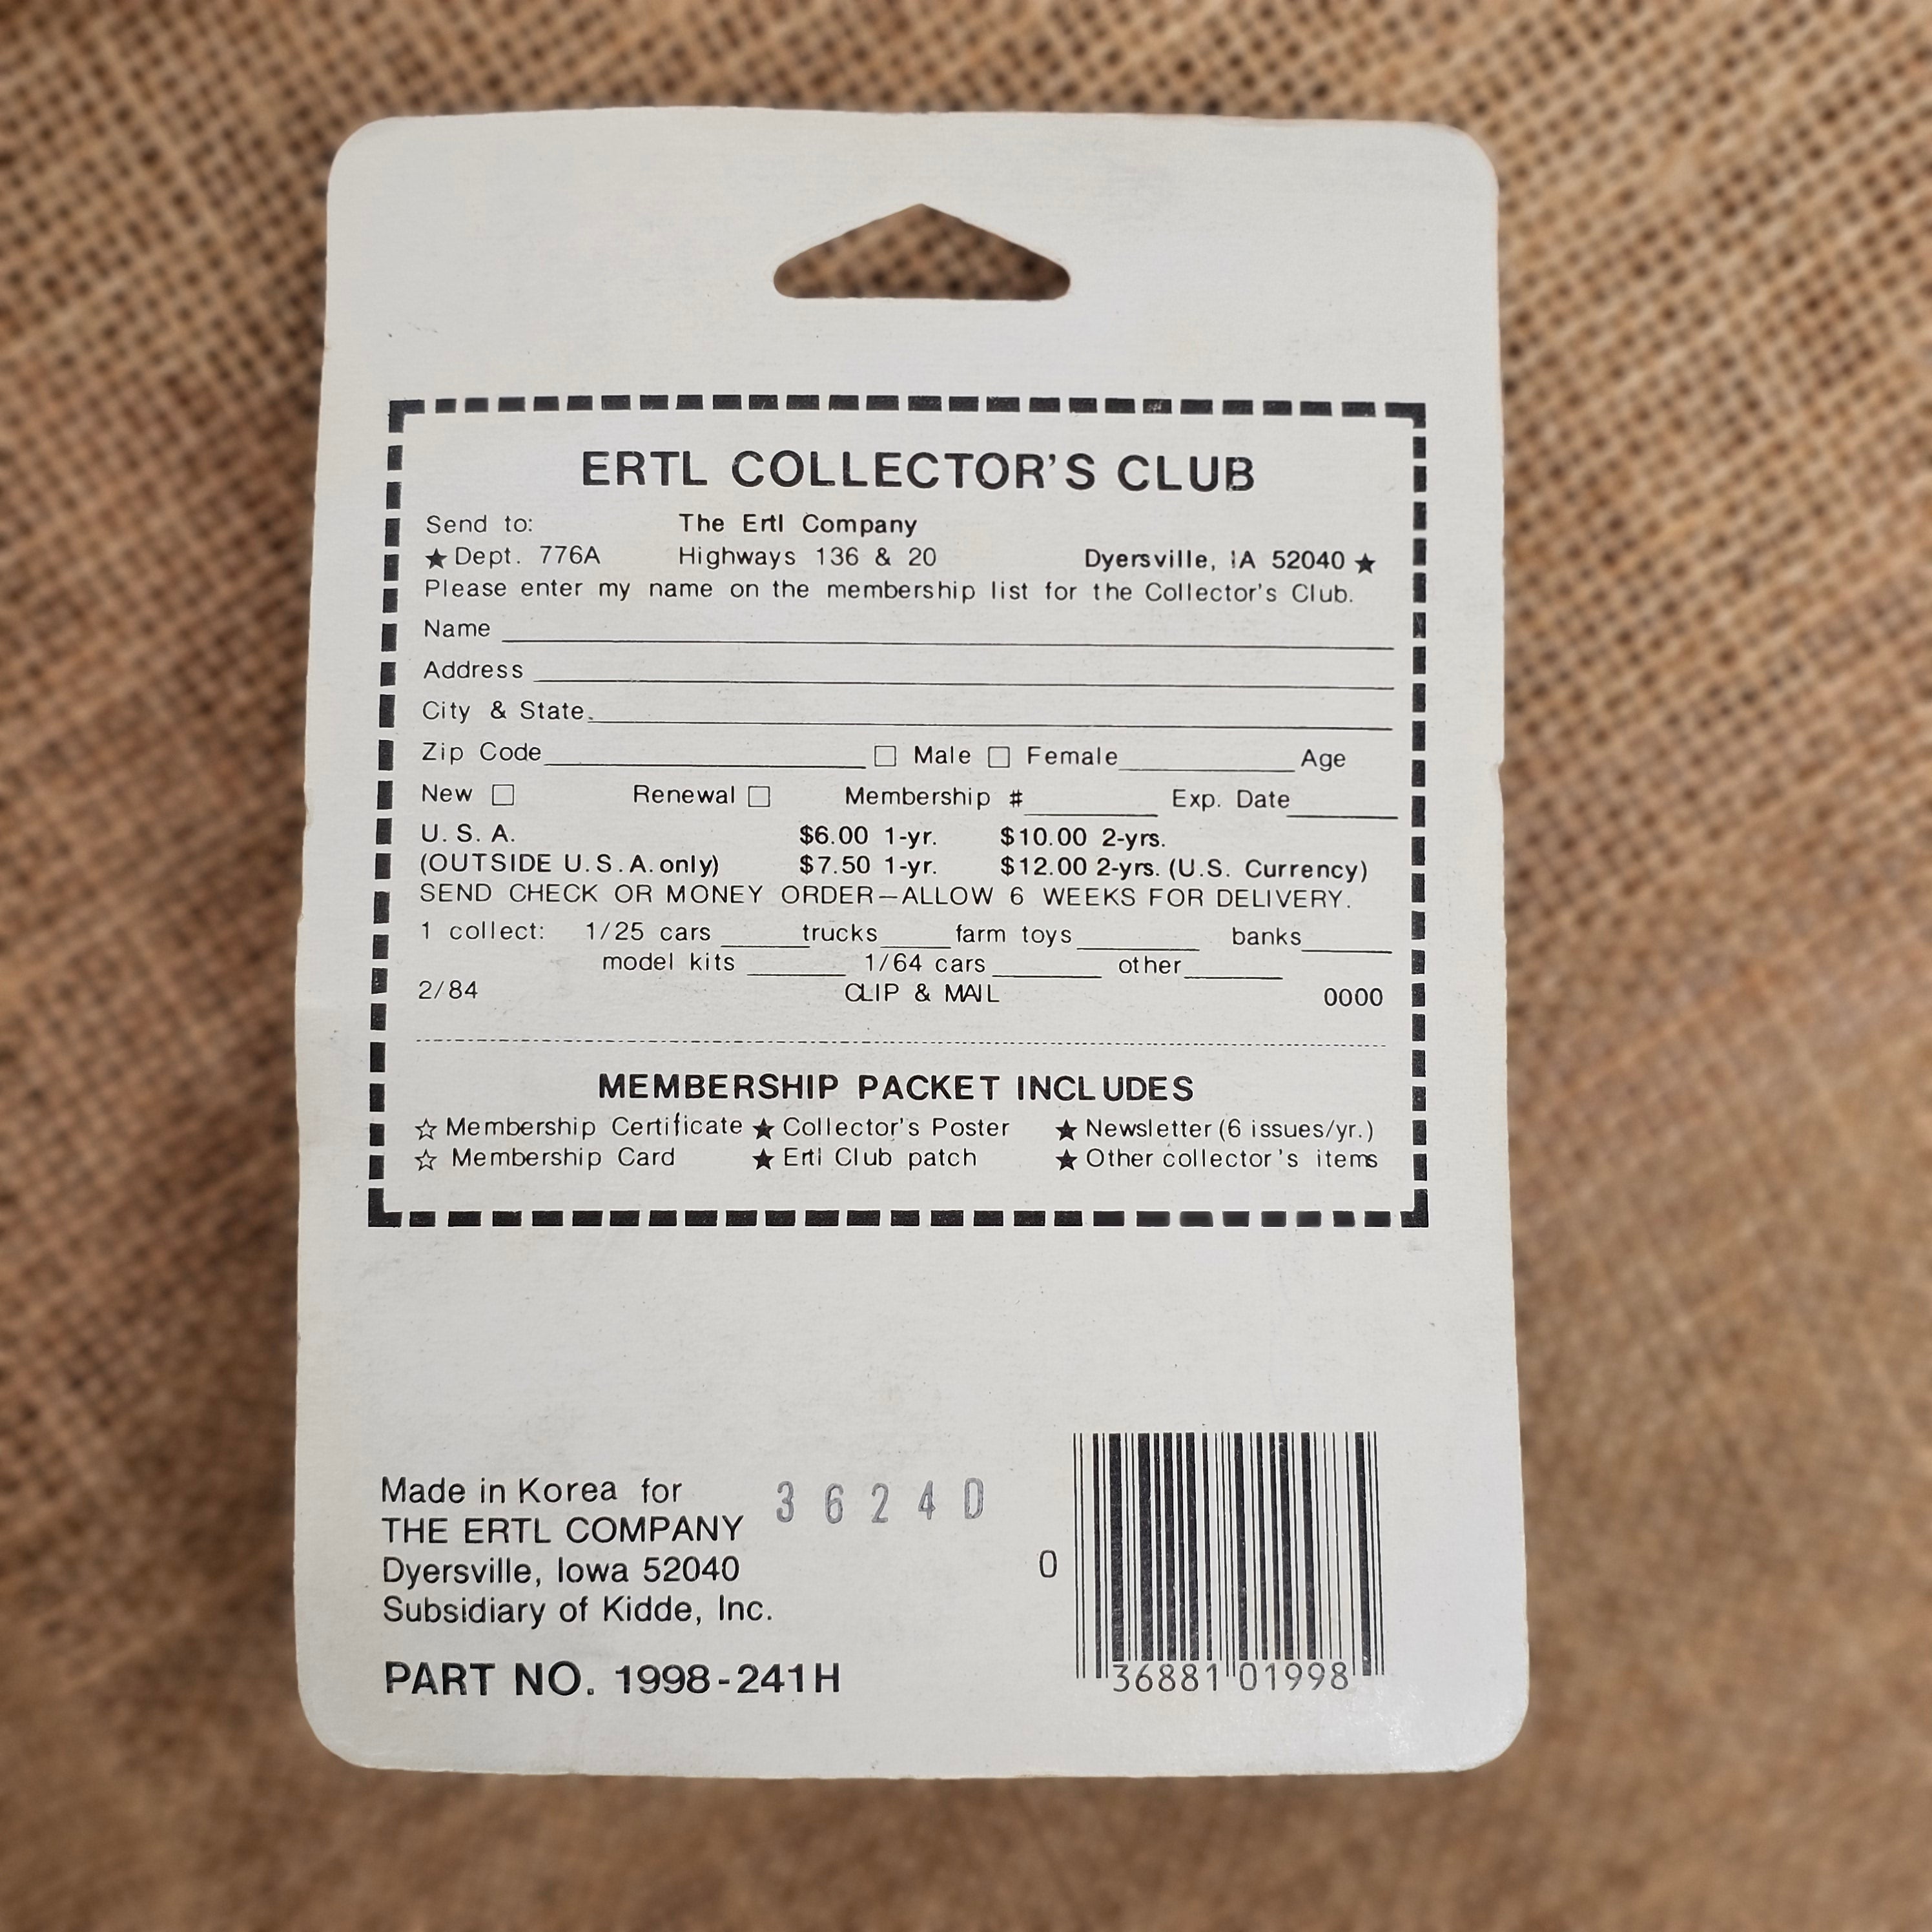 ERTL COLLECTOR'S CLUB
Send to: The Ertl Company
★ Dept. 776A Highways 136 & 20 Dyersville, IA 52040 ★
Please enter my name on the membership list for the Collector's Club.
Name
Address
City & State
Zip Code □ Male □ Female Age
New □ Renewal □ Membership # Exp. Date
U. S. A. $6.00 1-yr. $10.00 2-yrs.
(OUTSIDE U. S. A. only) $7.50 1-yr. $12.00 2-yrs. (U.S. Currency)
SEND CHECK OR MONEY ORDER—ALLOW 6 WEEKS FOR DELIVERY.
1 collect: 1/25 cars trucks farm toys banks
model kits 1/64 cars other
2/84 CLIP & MAIL 0000
MEMBERSHIP PACKET INCLUDES
☆ Membership Certificate ★ Collector's Poster ★ Newsletter (6 issues/yr.)
☆ Membership Card ★ Ertl Club patch ★ Other collector's items
Made in Korea for 3 6 2 4 D
THE ERTL COMPANY
Dyersville, Iowa 52040
Subsidiary of Kidde, Inc.
PART NO. 1998-241H
0 36881 01998